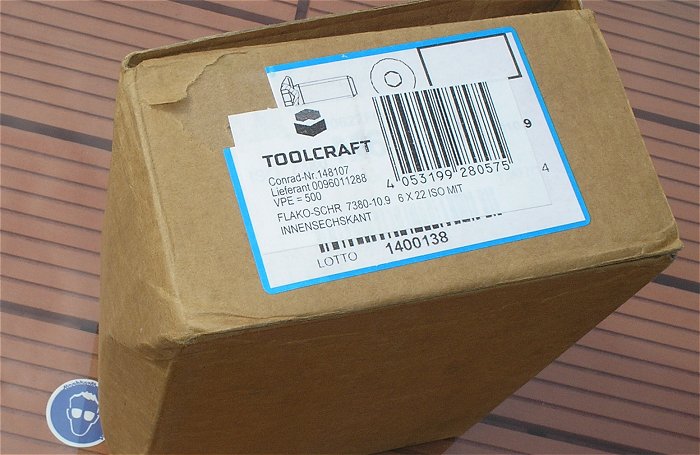 TOOLCRAFT
Conrad-Nr.148107
Lieferant 0096011288
VPE = 500
FLAKO-SCHR 7380-10.9 6 X 22 ISO MIT
INNENSECHSKANT
4 053199 280575
9
4
LOTTO 1400138